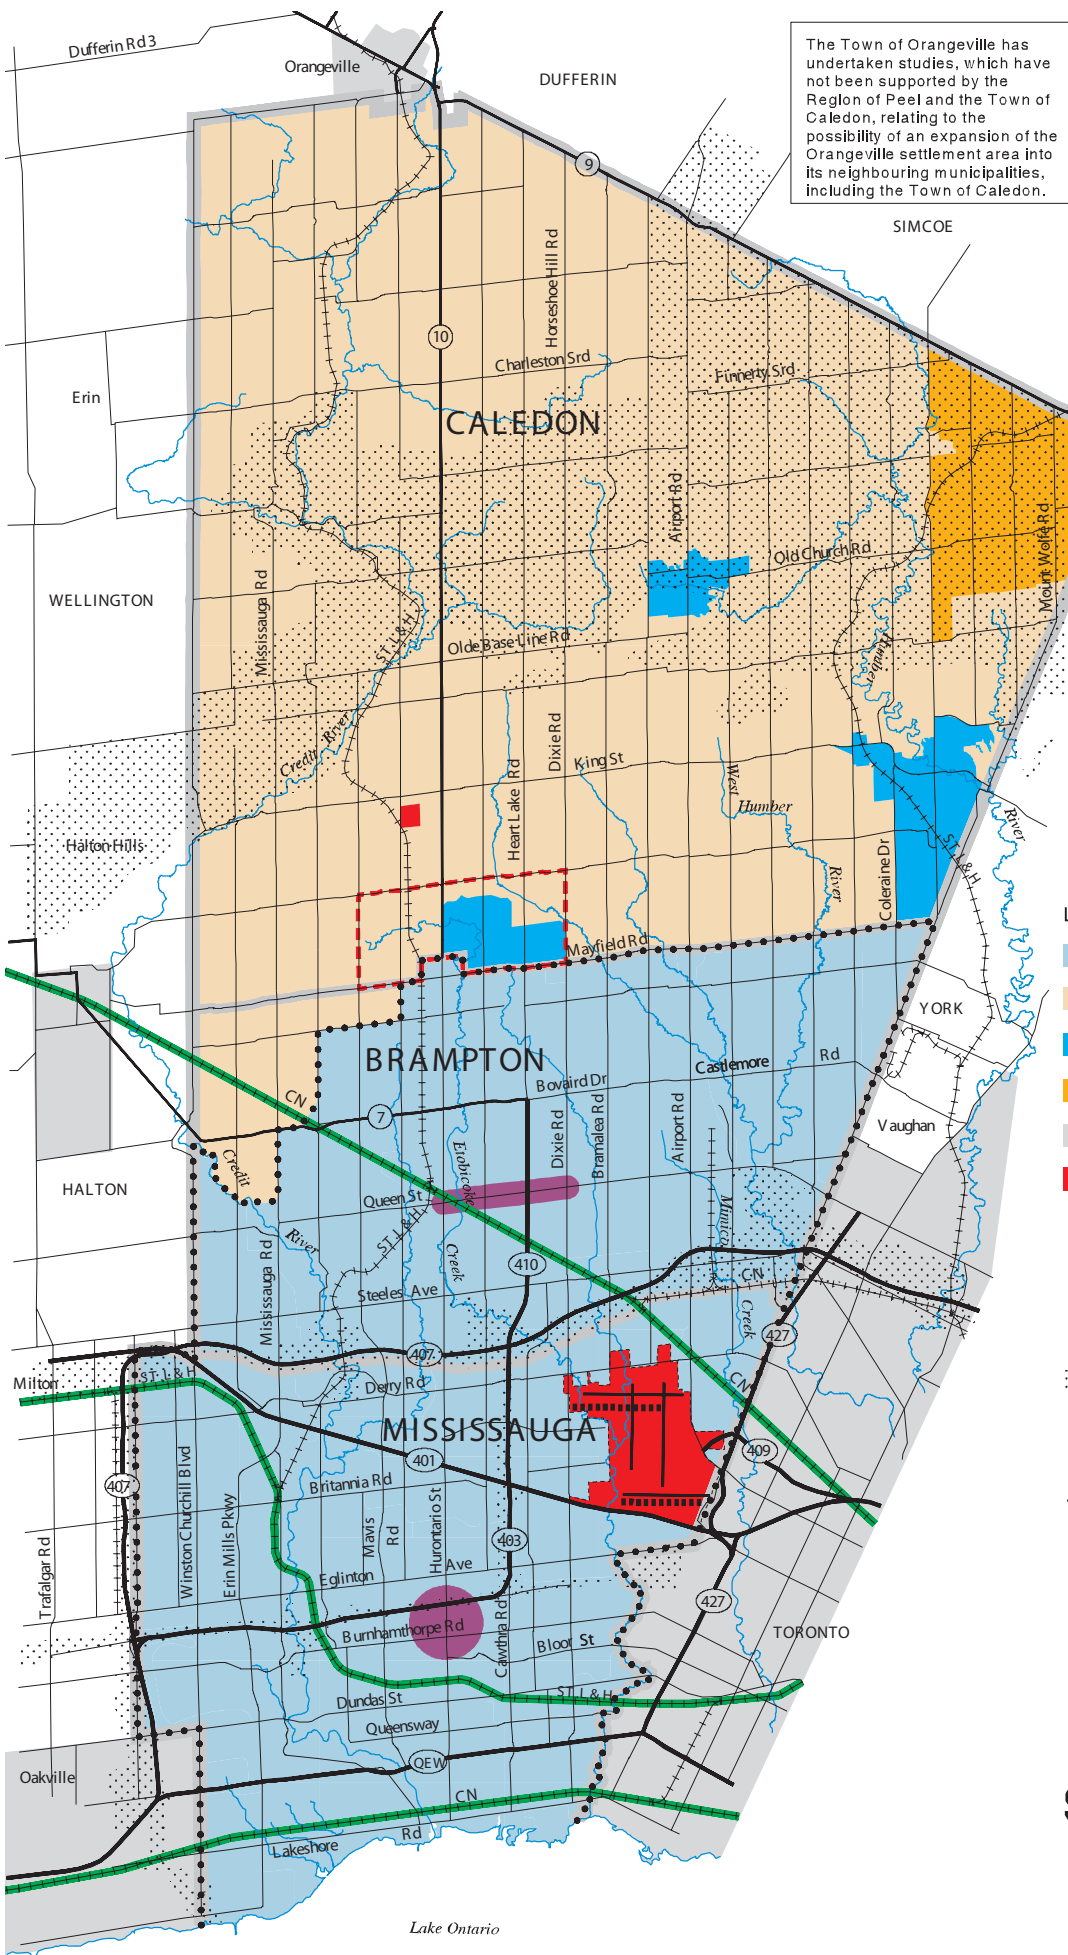 Dufferin Rd 3
Orangeville
DUFFERIN
The Town of Orangeville has
undertaken studies, which have
not been supported by the
Region of Peel and the Town of
Caledon, relating to the
possibility of an expansion of the
Orangeville settlement area into
its neighbouring municipalities,
including the Town of Caledon.
9
SIMCOE
Horseshoe Hill Rd
10
Charleston Srd
Finnerty Srd
Erin
CALEDON
Airport Rd
Old Church Rd
Mount Wolfe Rd
WELLINGTON
Mississauga Rd
ST L & H
Olde Base Line Rd
Humber
Credit River
Dixie Rd
King St
Heart Lake Rd
West
Humber
River
River
Halton Hills
Coleraine Dr
ST L & H
Mayfield Rd
YORK
BRAMPTON
Castlemore
Rd
Bovaird Dr
CN
7
Vaughan
Dixie Rd
Bramalea Rd
Airport Rd
Etobicoke
Creek
Credit
River
HALTON
Queen St
ST L & H
Mimico
Creek
Mississauga Rd
410
CN
Steeles Ave
427
407
Milton
ST L & H
Derry Rd
CN
MISSISSAUGA
401
409
407
Britannia Rd
Winston Churchill Blvd
Erin Mills Pkwy
Mavis
Rd
Hurontario St
403
Trafalgar Rd
Eglinton
Ave
427
Burnhamthorpe Rd
Cawthra Rd
Bloor St
TORONTO
Dundas St
ST L & H
Queensway
QEW
Oakville
CN
Lakeshore
Rd
Lake Ontario